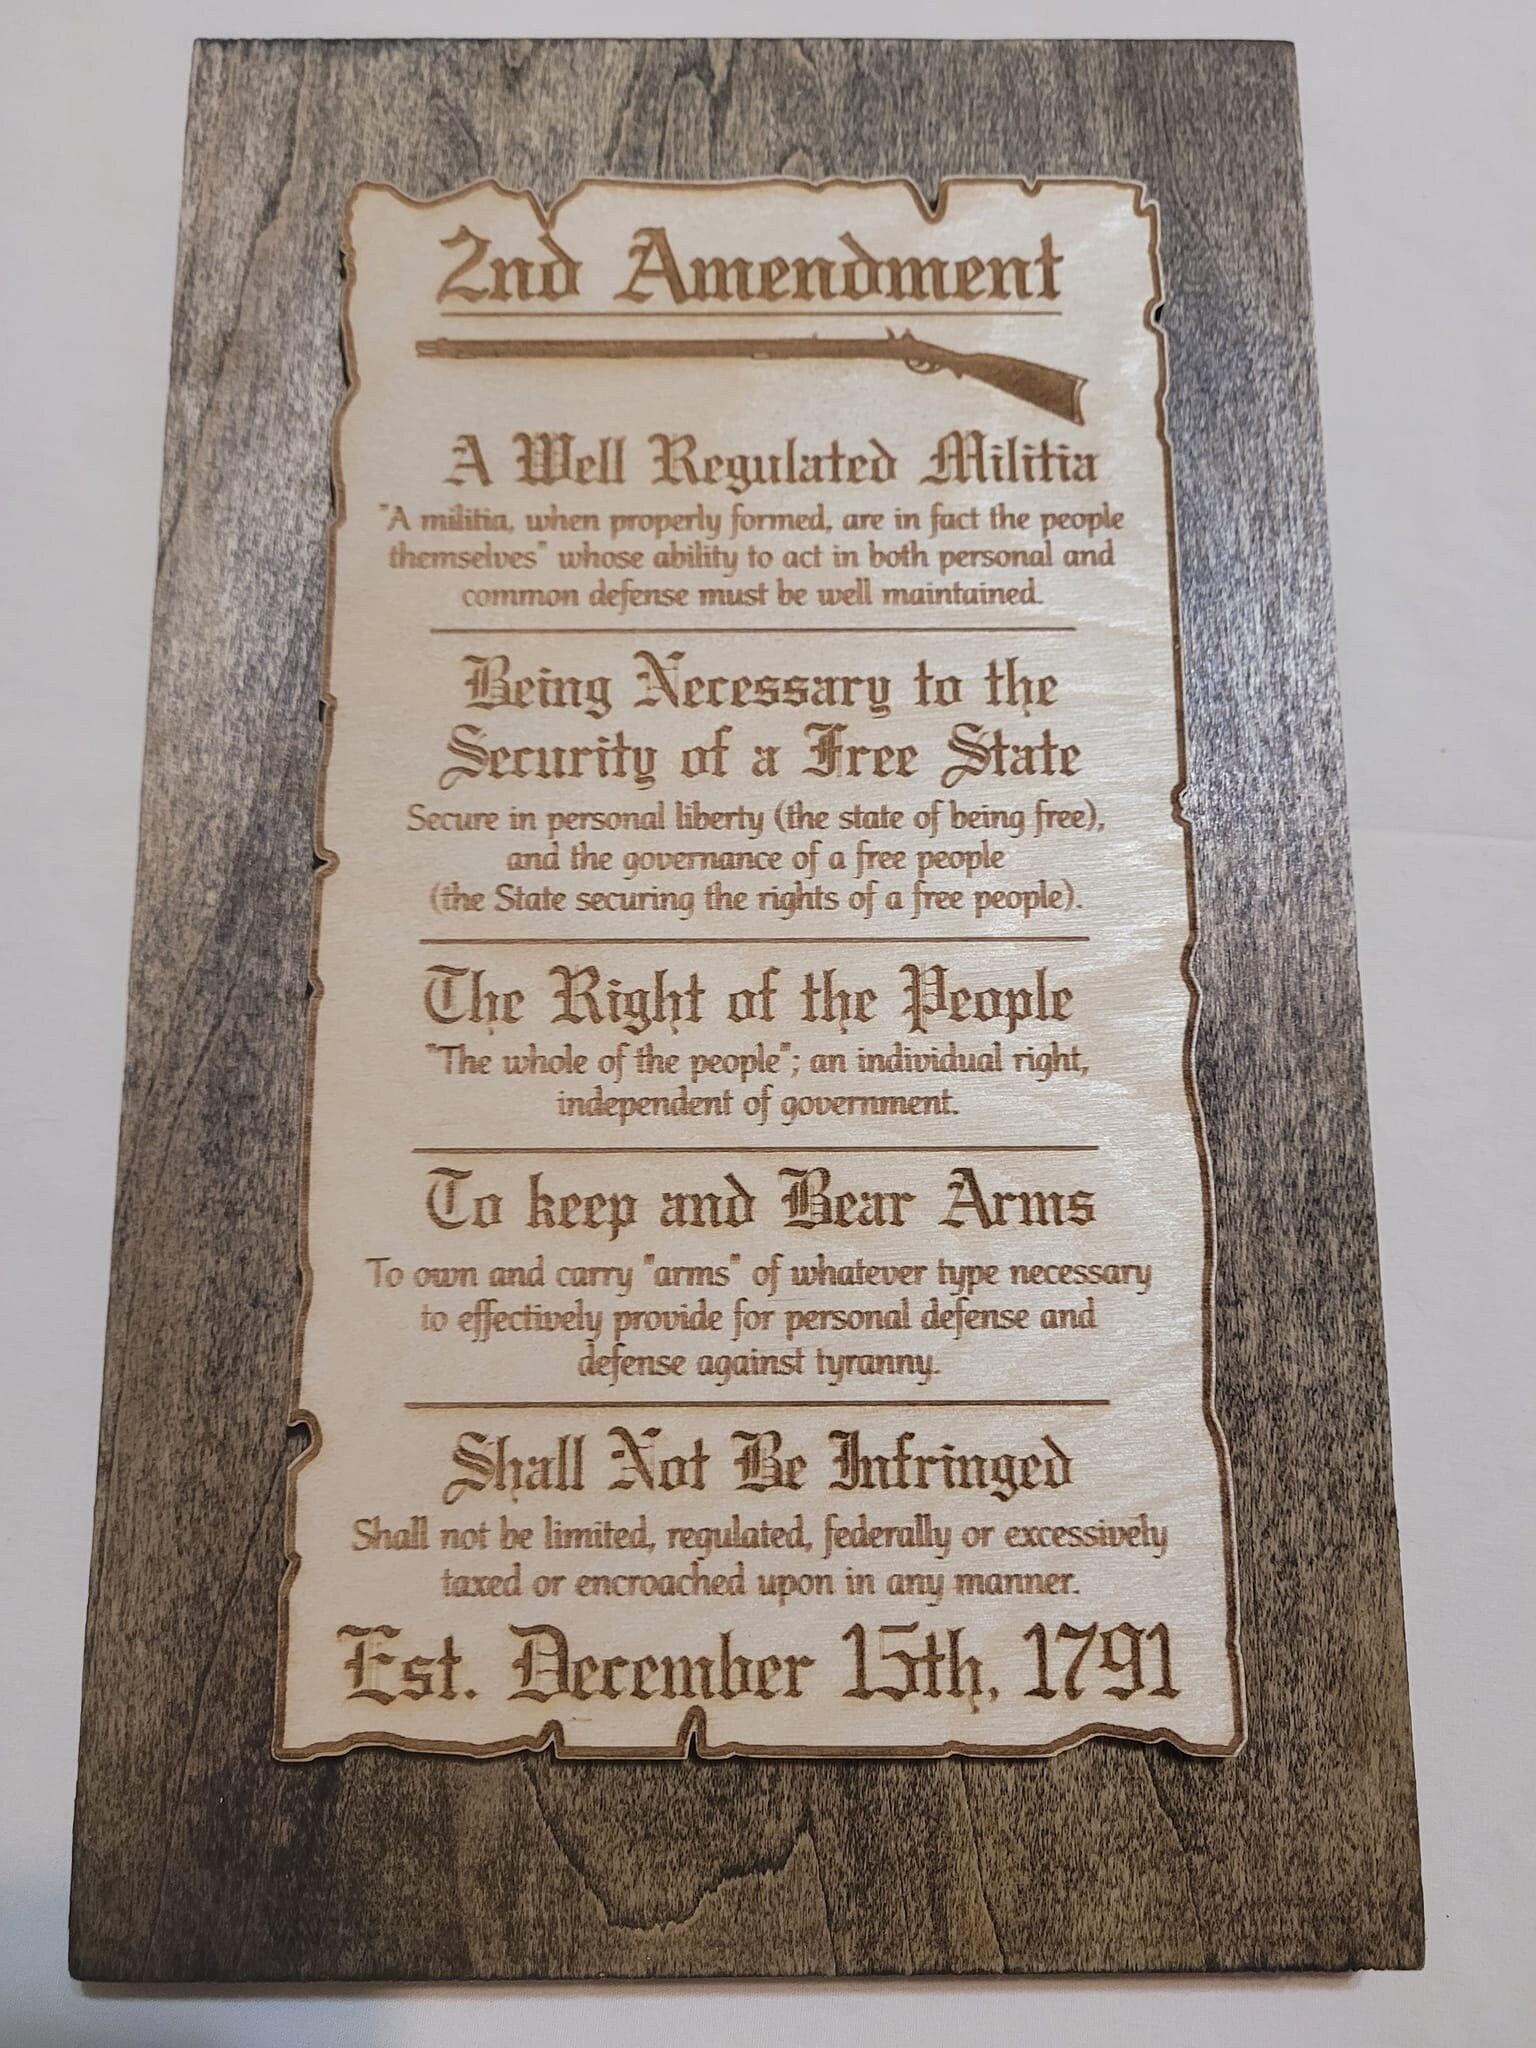 2nd Amendment
A Well Regulated Militia
"A militia, when properly formed, are in fact the people
themselves" whose ability to act in both personal and
common defense must be well maintained.
Being Necessary to the
Security of a Free State
Secure in personal liberty (the state of being free),
and the governance of a free people
(the State securing the rights of a free people).
The Right of the People
"The whole of the people"; an individual right,
independent of government.
To keep and Bear Arms
To own and carry "arms" of whatever type necessary
to effectively provide for personal defense and
defense against tyranny.
Shall Not Be Infringed
Shall not be limited, regulated, federally or excessively
taxed or encroached upon in any manner.
Est. December 15th, 1791